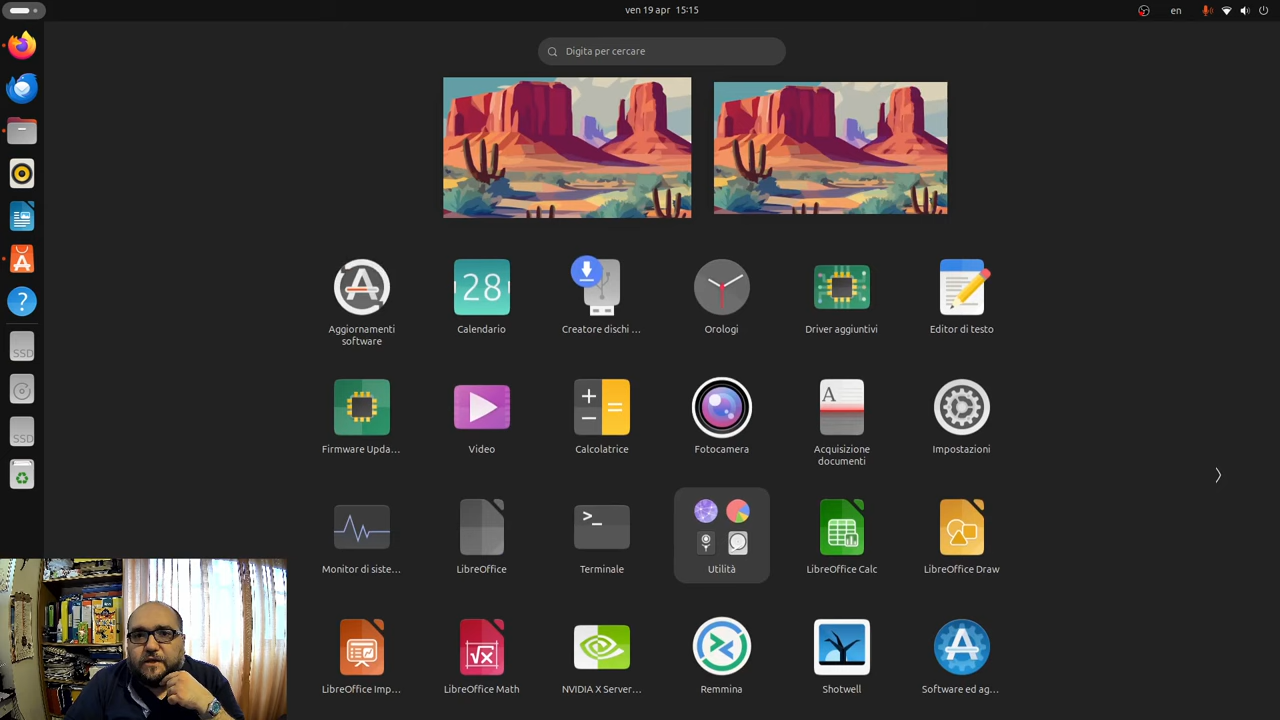 ven 19 apr 15:15
en
Digita per cercare
28
Aggiornamenti
software
Calendario
Creatore dischi ...
Orologi
Driver aggiuntivi
Editor di testo
A
Firmware Upda...
Video
Calcolatrice
Fotocamera
Acquisizione
documenti
Impostazioni
>_
Monitor di siste...
LibreOffice
Terminale
Utilità
LibreOffice Calc
LibreOffice Draw
√x
LibreOffice Imp...
LibreOffice Math
NVIDIA X Server...
Remmina
Shotwell
Software ed ag...
?
SSD
SSD